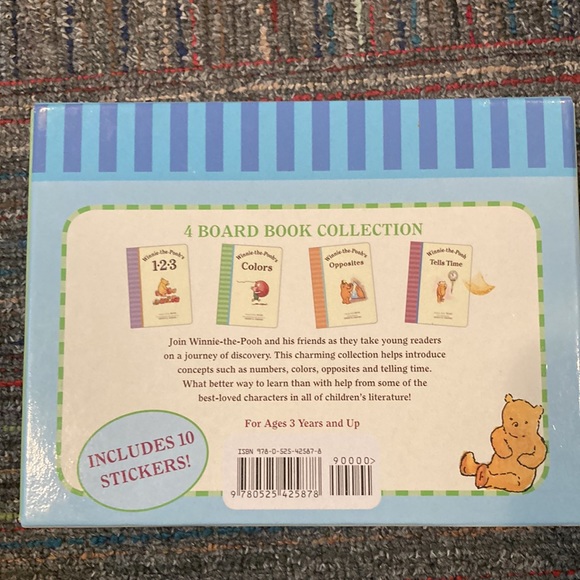 4 BOARD BOOK COLLECTION
Winnie-the-Pooh's
1·2·3
Winnie-the-Pooh's
Colors
Winnie-the-Pooh's
Opposites
Winnie-the-Pooh
Tells Time
Join Winnie-the-Pooh and his friends as they take young readers
on a journey of discovery. This charming collection helps introduce
concepts such as numbers, colors, opposites and telling time.
What better way to learn than with help from some of the
best-loved characters in all of children's literature!
For Ages 3 Years and Up
INCLUDES 10
STICKERS!
ISBN 978-0-525-42587-8
90000>
9 780525 425878